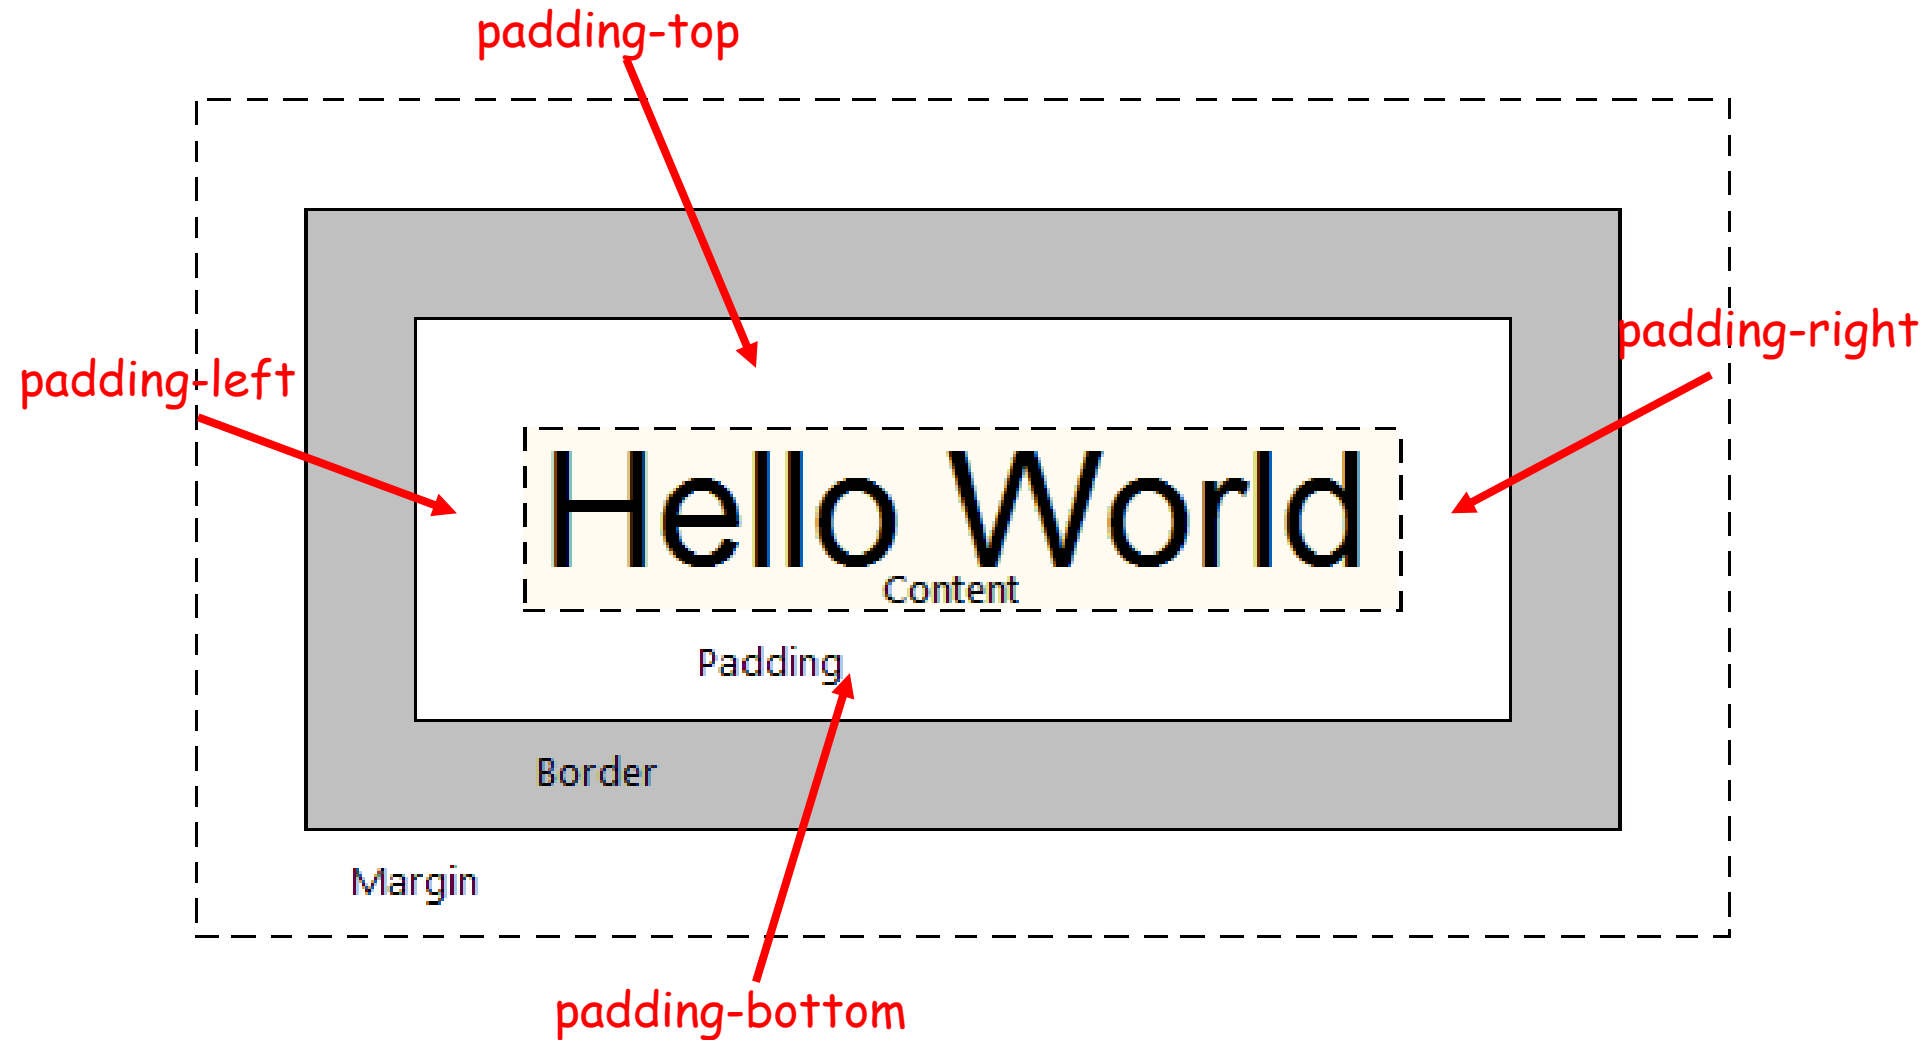 padding-top
padding-right
padding-left
Hello World
Content
Padding
Border
Margin
padding-bottom